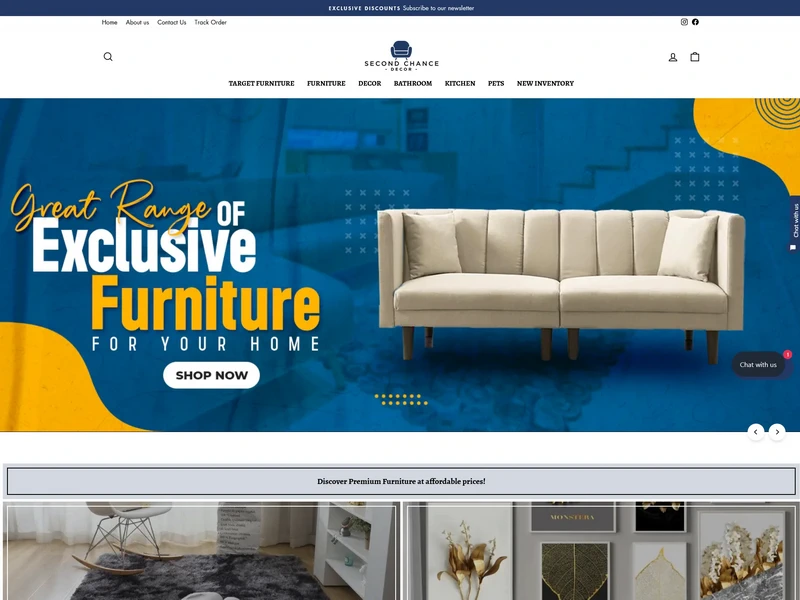 EXCLUSIVE DISCOUNTS Subscribe to our newsletter
Home About us Contact Us Track Order
SECOND CHANCE
DECOR
TARGET FURNITURE FURNITURE DECOR BATHROOM KITCHEN PETS NEW INVENTORY
Great Range OF
Exclusive
Furniture
FOR YOUR HOME
SHOP NOW
Chat with us
1
Chat with us
Discover Premium Furniture at affordable prices!
MONSTERA